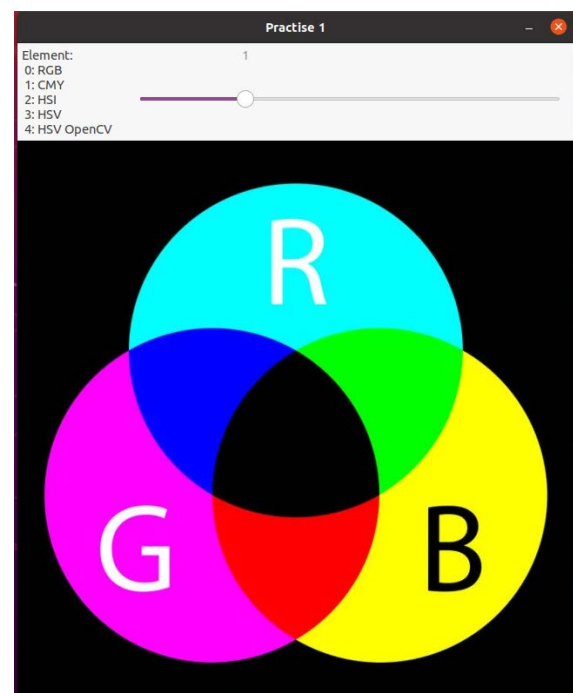 Practise 1
Element:
0: RGB
1: CMY
2: HSI
3: HSV
4: HSV OpenCV
1
R
G
B